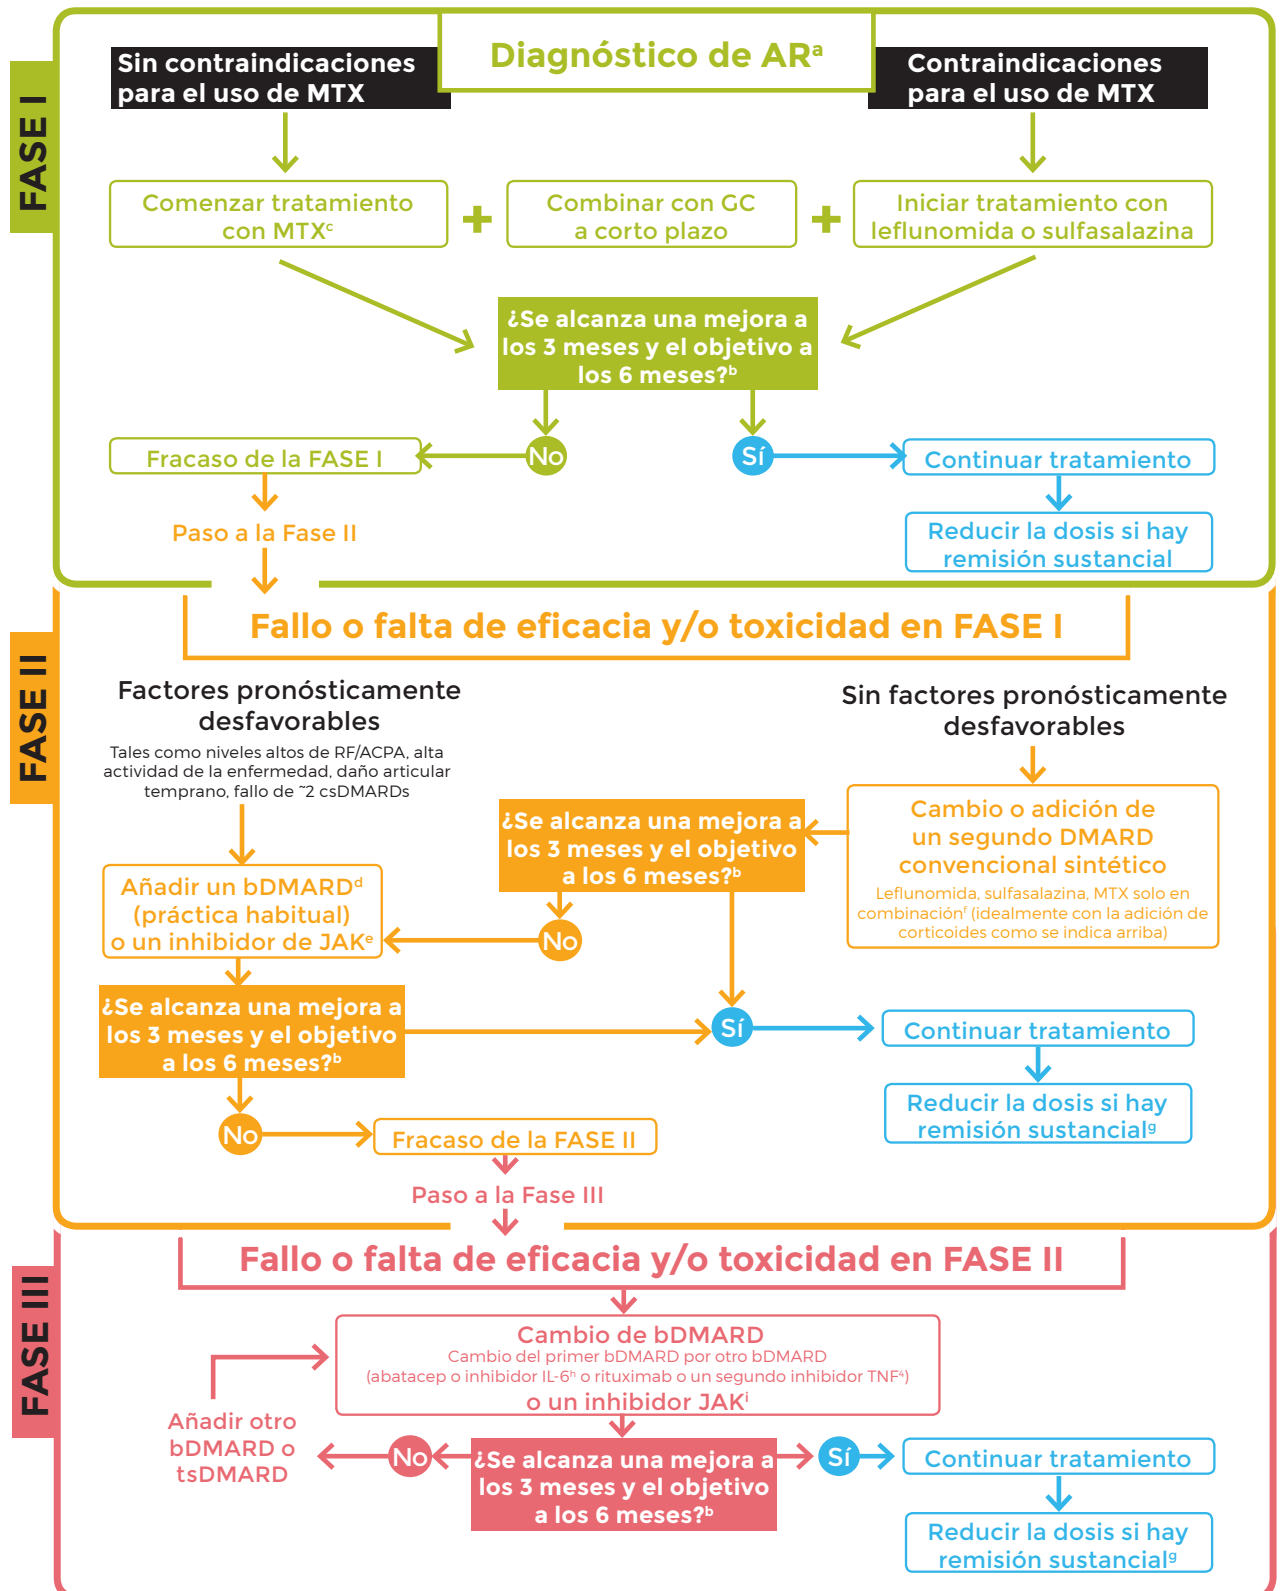 FASE I
Diagnóstico de ARᵃ
Sin contraindicaciones
para el uso de MTX
Contraindicaciones
para el uso de MTX
Comenzar tratamiento
con MTXᶜ
+
Combinar con GC
a corto plazo
+
Iniciar tratamiento con
leflunomida o sulfasalazina
¿Se alcanza una mejora a
los 3 meses y el objetivo a
los 6 meses?ᵇ
No
Sí
Fracaso de la FASE I
Continuar tratamiento
Paso a la Fase II
Reducir la dosis si hay
remisión sustancial
FASE II
Fallo o falta de eficacia y/o toxicidad en FASE I
Factores pronósticamente
desfavorables
Tales como niveles altos de RF/ACPA, alta
actividad de la enfermedad, daño articular
temprano, fallo de ~2 csDMARDs
Sin factores pronósticamente
desfavorables
Cambio o adición de
un segundo DMARD
convencional sintético
Leflunomida, sulfasalazina, MTX solo en
combinaciónᶠ (idealmente con la adición de
corticoides como se indica arriba)
¿Se alcanza una mejora a
los 3 meses y el objetivo
a los 6 meses?ᵇ
Añadir un bDMARDᵈ
(práctica habitual)
o un inhibidor de JAKᵉ
No
¿Se alcanza una mejora a
los 3 meses y el objetivo
a los 6 meses?ᵇ
Sí
Continuar tratamiento
Reducir la dosis si hay
remisión sustancialᵍ
No
Fracaso de la FASE II
Paso a la Fase III
FASE III
Fallo o falta de eficacia y/o toxicidad en FASE II
Cambio de bDMARD
Cambio del primer bDMARD por otro bDMARD
(abatacep o inhibidor IL-6ʰ o rituximab o un segundo inhibidor TNF⁴)
o un inhibidor JAKⁱ
Añadir otro
bDMARD o
tsDMARD
No
¿Se alcanza una mejora a
los 3 meses y el objetivo
a los 6 meses?ᵇ
Sí
Continuar tratamiento
Reducir la dosis si hay
remisión sustancialᵍ